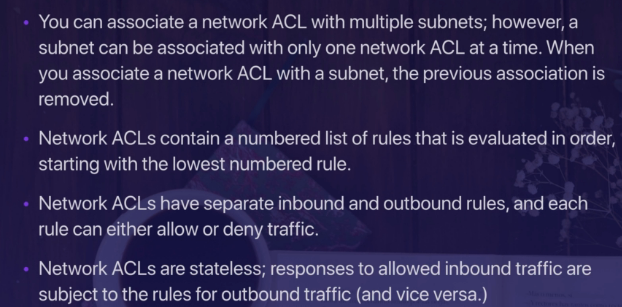 • You can associate a network ACL with multiple subnets; however, a
subnet can be associated with only one network ACL at a time. When
you associate a network ACL with a subnet, the previous association is
removed.
• Network ACLs contain a numbered list of rules that is evaluated in order,
starting with the lowest numbered rule.
• Network ACLs have separate inbound and outbound rules, and each
rule can either allow or deny traffic.
• Network ACLs are stateless; responses to allowed inbound traffic are
subject to the rules for outbound traffic (and vice versa.)